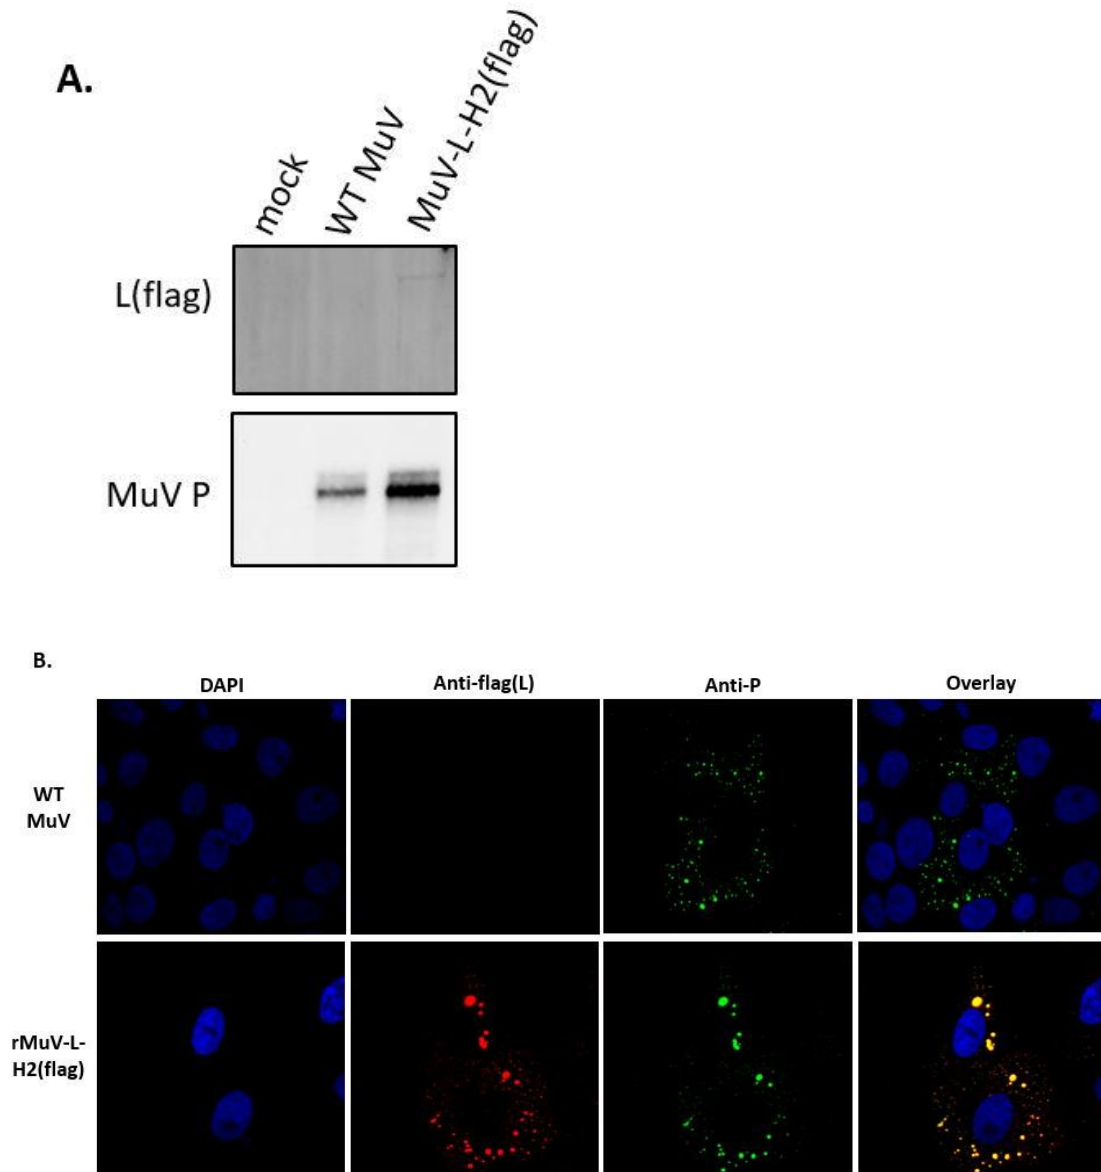 A.
mock
WT MuV
MuV-L-H2(flag)
L(flag)
MuV P
B.
DAPI
Anti-flag(L)
Anti-P
Overlay
WT
MuV
rMuV-L-
H2(flag)